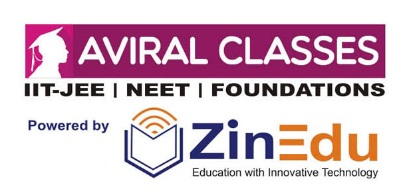 AVIRAL CLASSES
IIT-JEE | NEET | FOUNDATIONS
Powered by
ZinEdu
Education with Innovative Technology